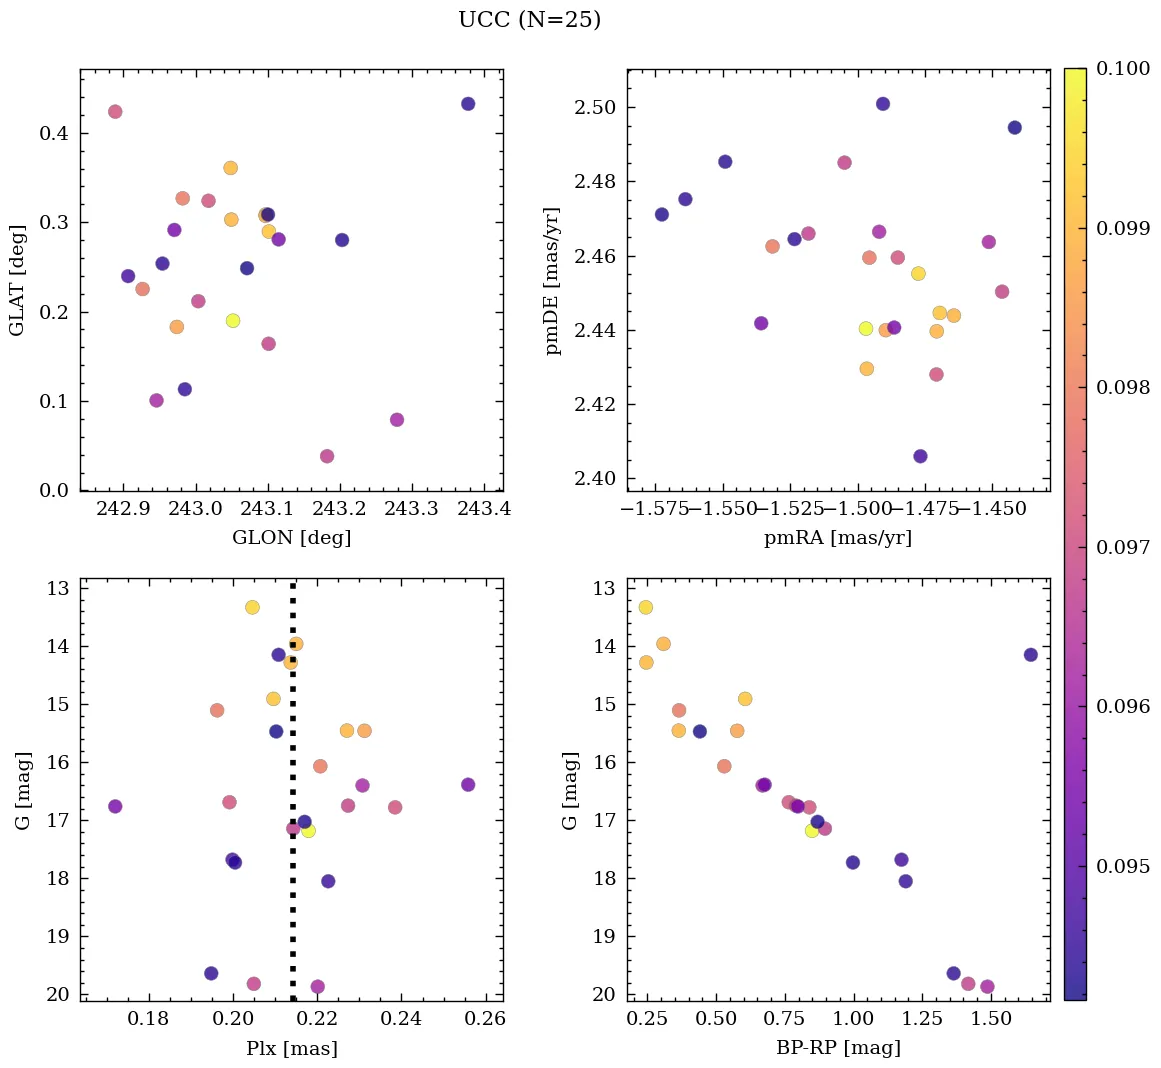 UCC (N=25)
0.4
0.3
0.2
0.1
0.0
GLAT [deg]
242.9 243.0 243.1 243.2 243.3 243.4
GLON [deg]
2.50
2.48
2.46
2.44
2.42
2.40
pmDE [mas/yr]
−1.575 −1.550 −1.525 −1.500 −1.475 −1.450
pmRA [mas/yr]
13
14
15
16
17
18
19
20
G [mag]
0.18 0.20 0.22 0.24 0.26
Plx [mas]
13
14
15
16
17
18
19
20
G [mag]
0.25 0.50 0.75 1.00 1.25 1.50
BP-RP [mag]
0.100
0.099
0.098
0.097
0.096
0.095